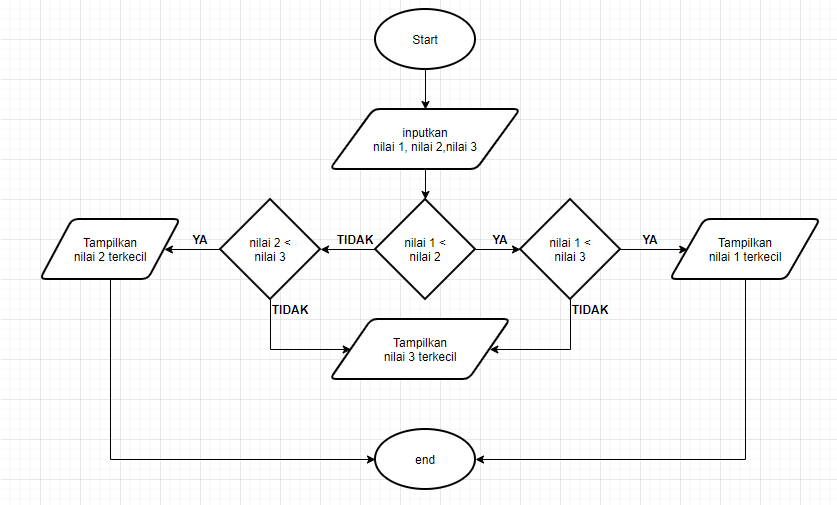 Start
inputkan
nilai 1, nilai 2,nilai 3
Tampilkan
nilai 2 terkecil
YA
nilai 2 <
nilai 3
TIDAK
nilai 1 <
nilai 2
YA
nilai 1 <
nilai 3
YA
Tampilkan
nilai 1 terkecil
TIDAK
TIDAK
Tampilkan
nilai 3 terkecil
end